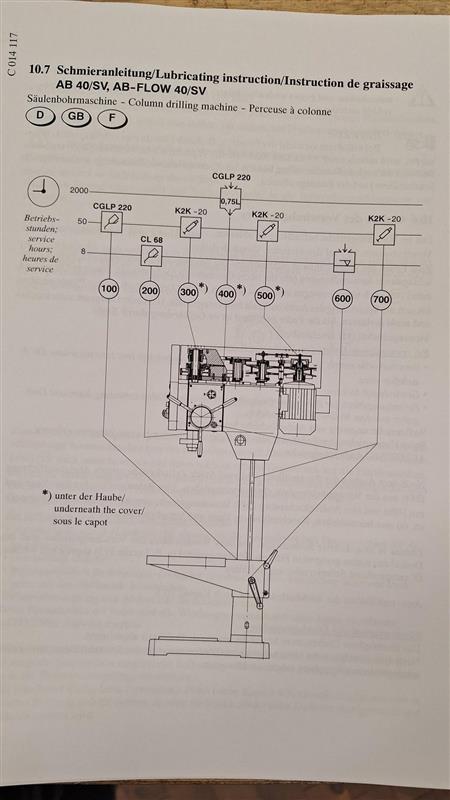 C 014 117
10.7 Schmieranleitung/Lubricating instruction/Instruction de graissage
AB 40/SV, AB-FLOW 40/SV
Säulenbohrmaschine - Column drilling machine - Perceuse à colonne
D GB F
CGLP 220
2000
0,75L
CGLP 220
K2K -20
K2K -20
K2K -20
Betriebs-
stunden;
service
hours;
heures de
service
50
CL 68
8
100 200 300 *) 400 *) 500 *) 600 700
*) unter der Haube/
underneath the cover/
sous le capot